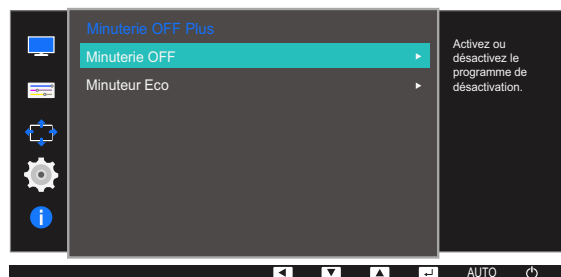 Minuterie OFF Plus
Minuterie OFF
Minuteur Eco
Activez ou
désactivez le
programme de
désactivation.
AUTO